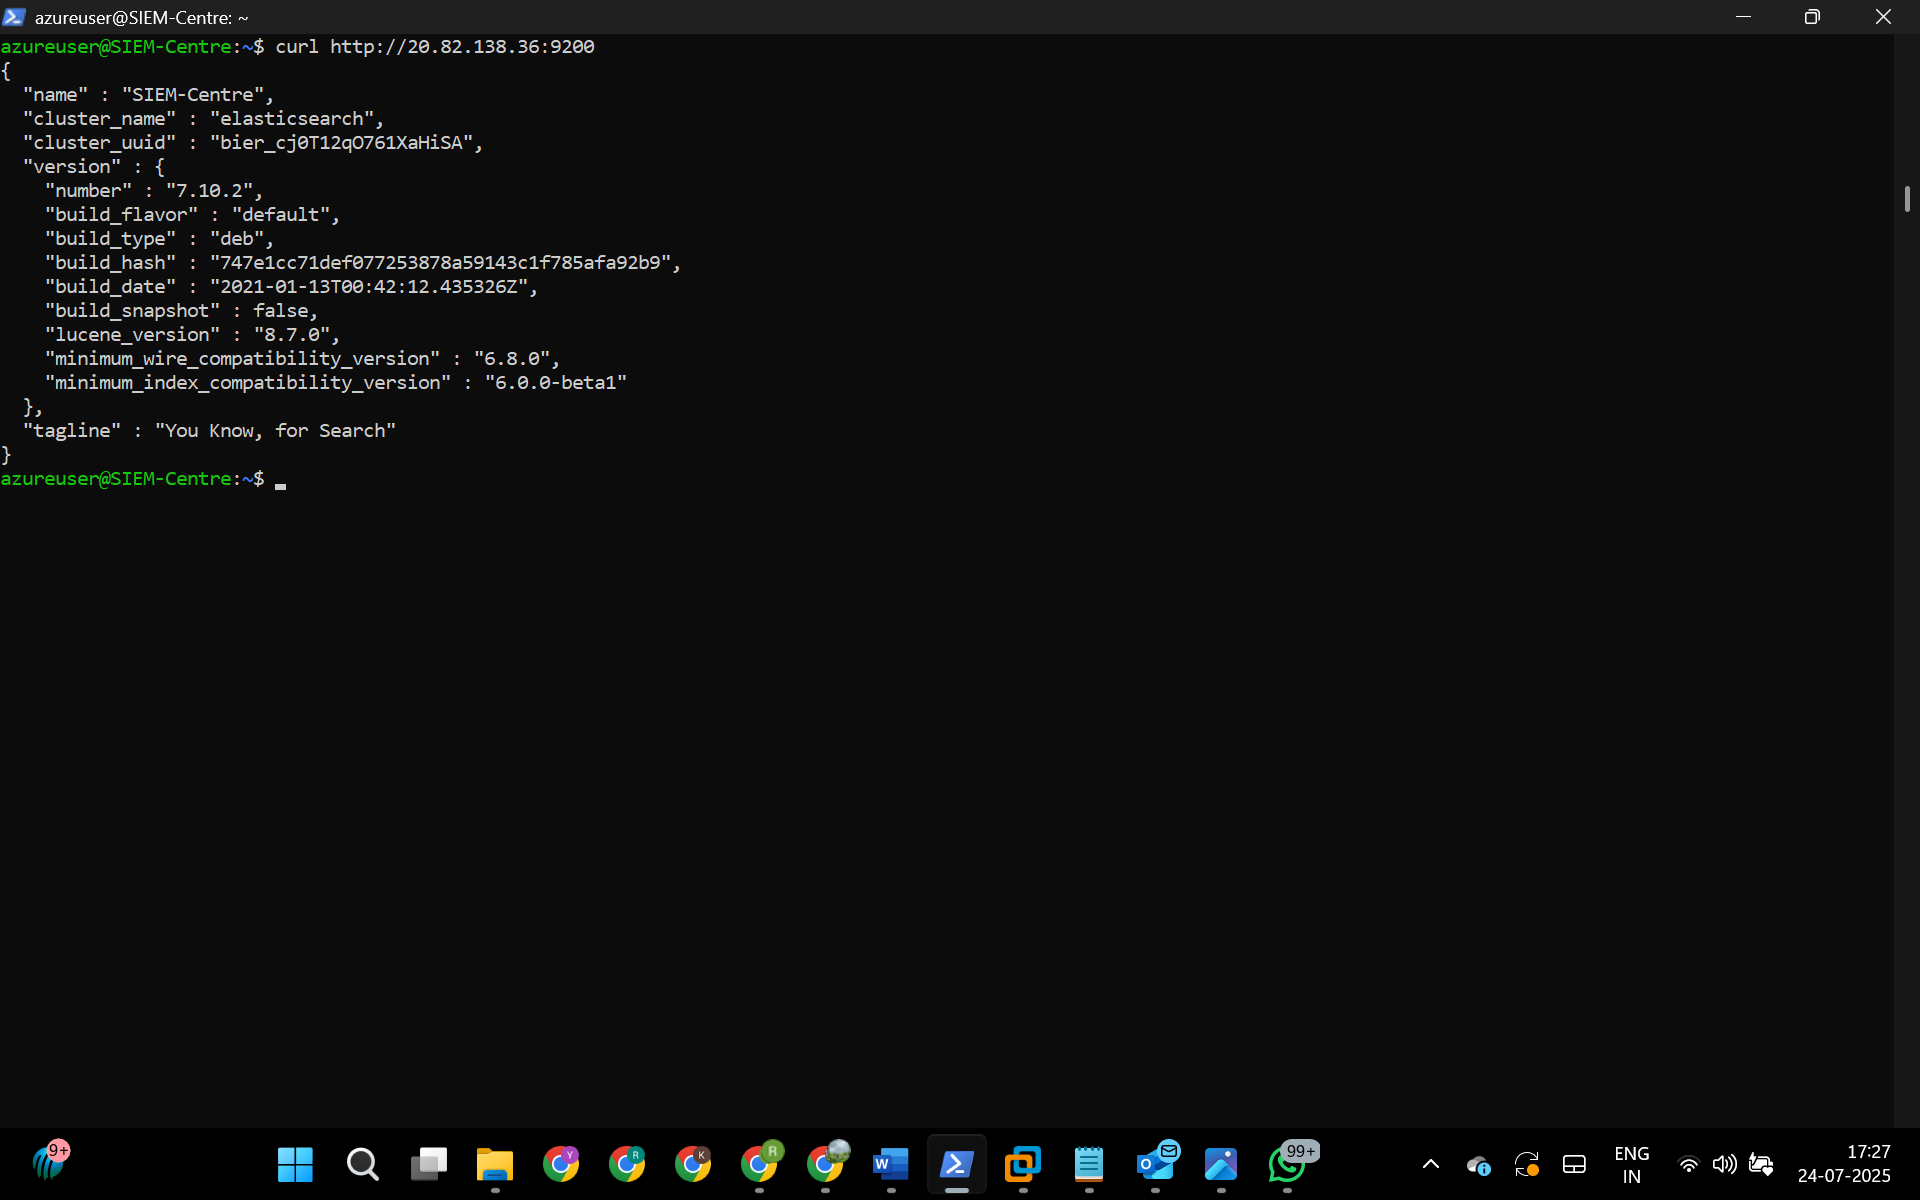 azureuser@SIEM-Centre: ~
azureuser@SIEM-Centre:~$ curl http://20.82.138.36:9200
{
  "name" : "SIEM-Centre",
  "cluster_name" : "elasticsearch",
  "cluster_uuid" : "bier_cj0T12qO761XaHiSA",
  "version" : {
    "number" : "7.10.2",
    "build_flavor" : "default",
    "build_type" : "deb",
    "build_hash" : "747e1cc71def077253878a59143c1f785afa92b9",
    "build_date" : "2021-01-13T00:42:12.435326Z",
    "build_snapshot" : false,
    "lucene_version" : "8.7.0",
    "minimum_wire_compatibility_version" : "6.8.0",
    "minimum_index_compatibility_version" : "6.0.0-beta1"
  },
  "tagline" : "You Know, for Search"
}
azureuser@SIEM-Centre:~$
9+
Y
R
K
R
W
O
99+
ENG
IN
17:27
24-07-2025